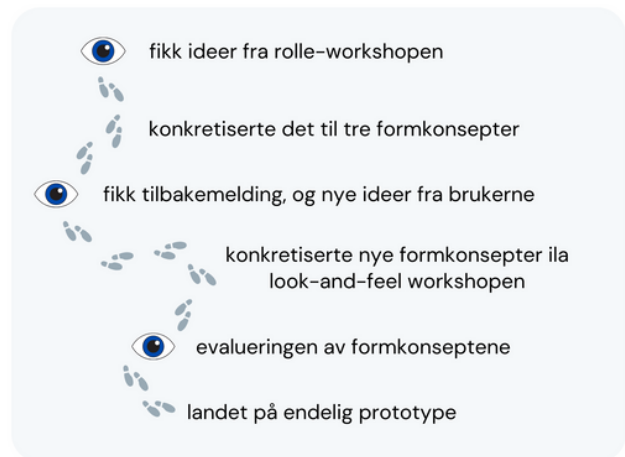 fikk ideer fra rolle-workshopen
konkretiserte det til tre formkonsepter
fikk tilbakemelding, og nye ideer fra brukerne
konkretiserte nye formkonsepter ila
look-and-feel workshopen
evalueringen av formkonseptene
landet på endelig prototype